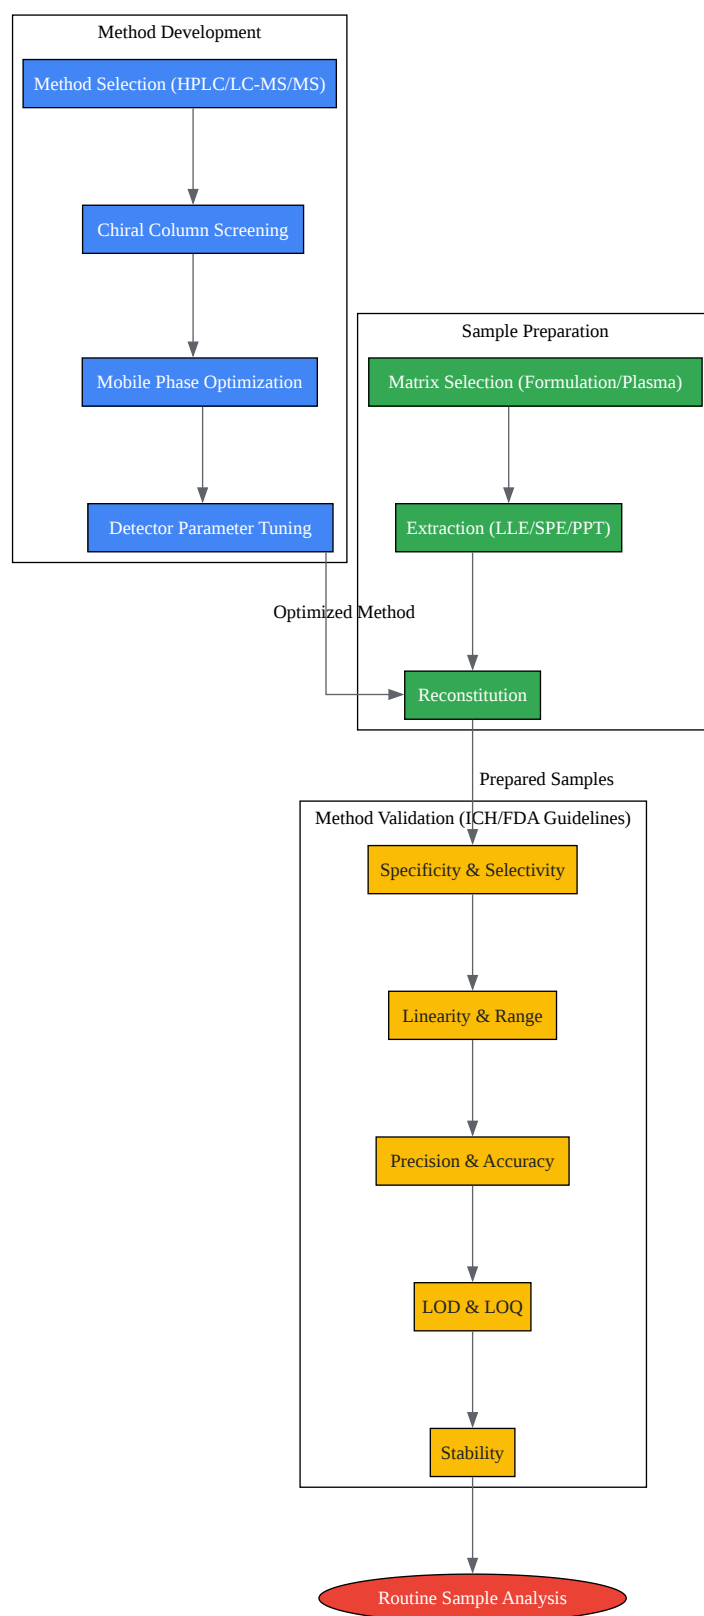 Method Development
Method Selection (HPLC/LC-MS/MS)
Chiral Column Screening
Mobile Phase Optimization
Detector Parameter Tuning
Optimized Method
Sample Preparation
Matrix Selection (Formulation/Plasma)
Extraction (LLE/SPE/PPT)
Reconstitution
Prepared Samples
Method Validation (ICH/FDA Guidelines)
Specificity & Selectivity
Linearity & Range
Precision & Accuracy
LOD & LOQ
Stability
Routine Sample Analysis